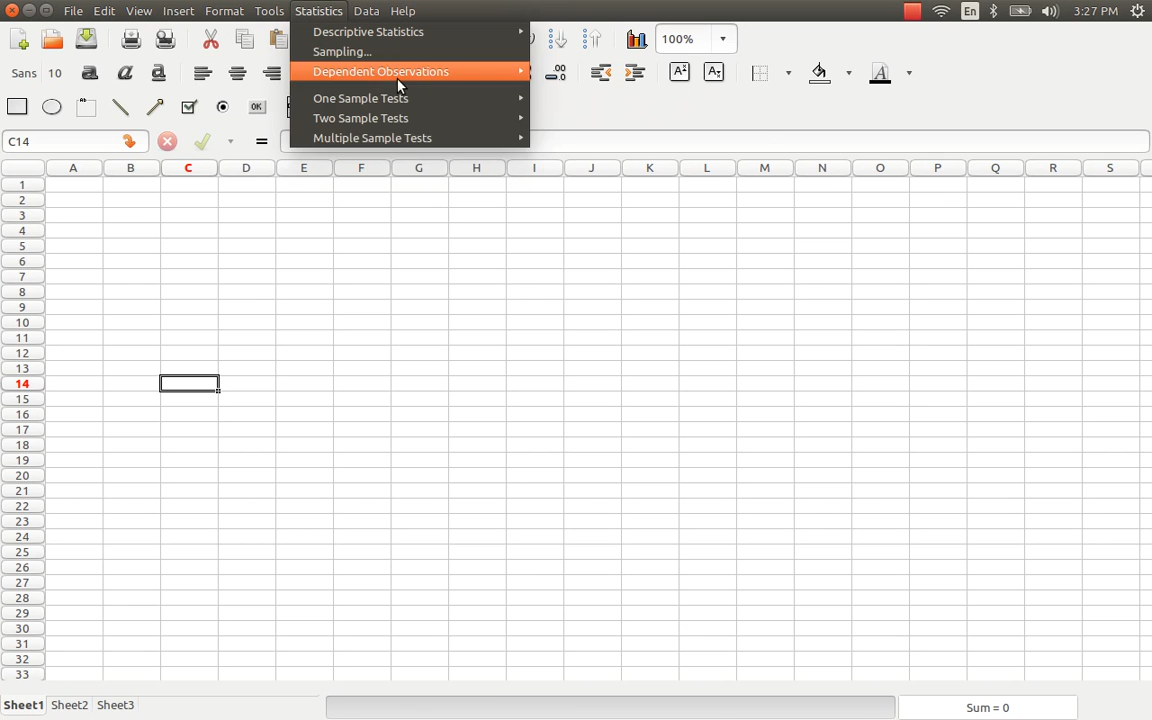 File Edit View Insert Format Tools Statistics Data Help En 3:27 PM
Descriptive Statistics
Sampling...
Dependent Observations
One Sample Tests
Two Sample Tests
Multiple Sample Tests
100%
Sans 10 a a a .00 A²
OK
C14 =
A B C D E F G H I J K L M N O P Q R S
1
2
3
4
5
6
7
8
9
10
11
12
13
14
15
16
17
18
19
20
21
22
23
24
25
26
27
28
29
30
31
32
33
Sheet1 Sheet2 Sheet3 Sum = 0